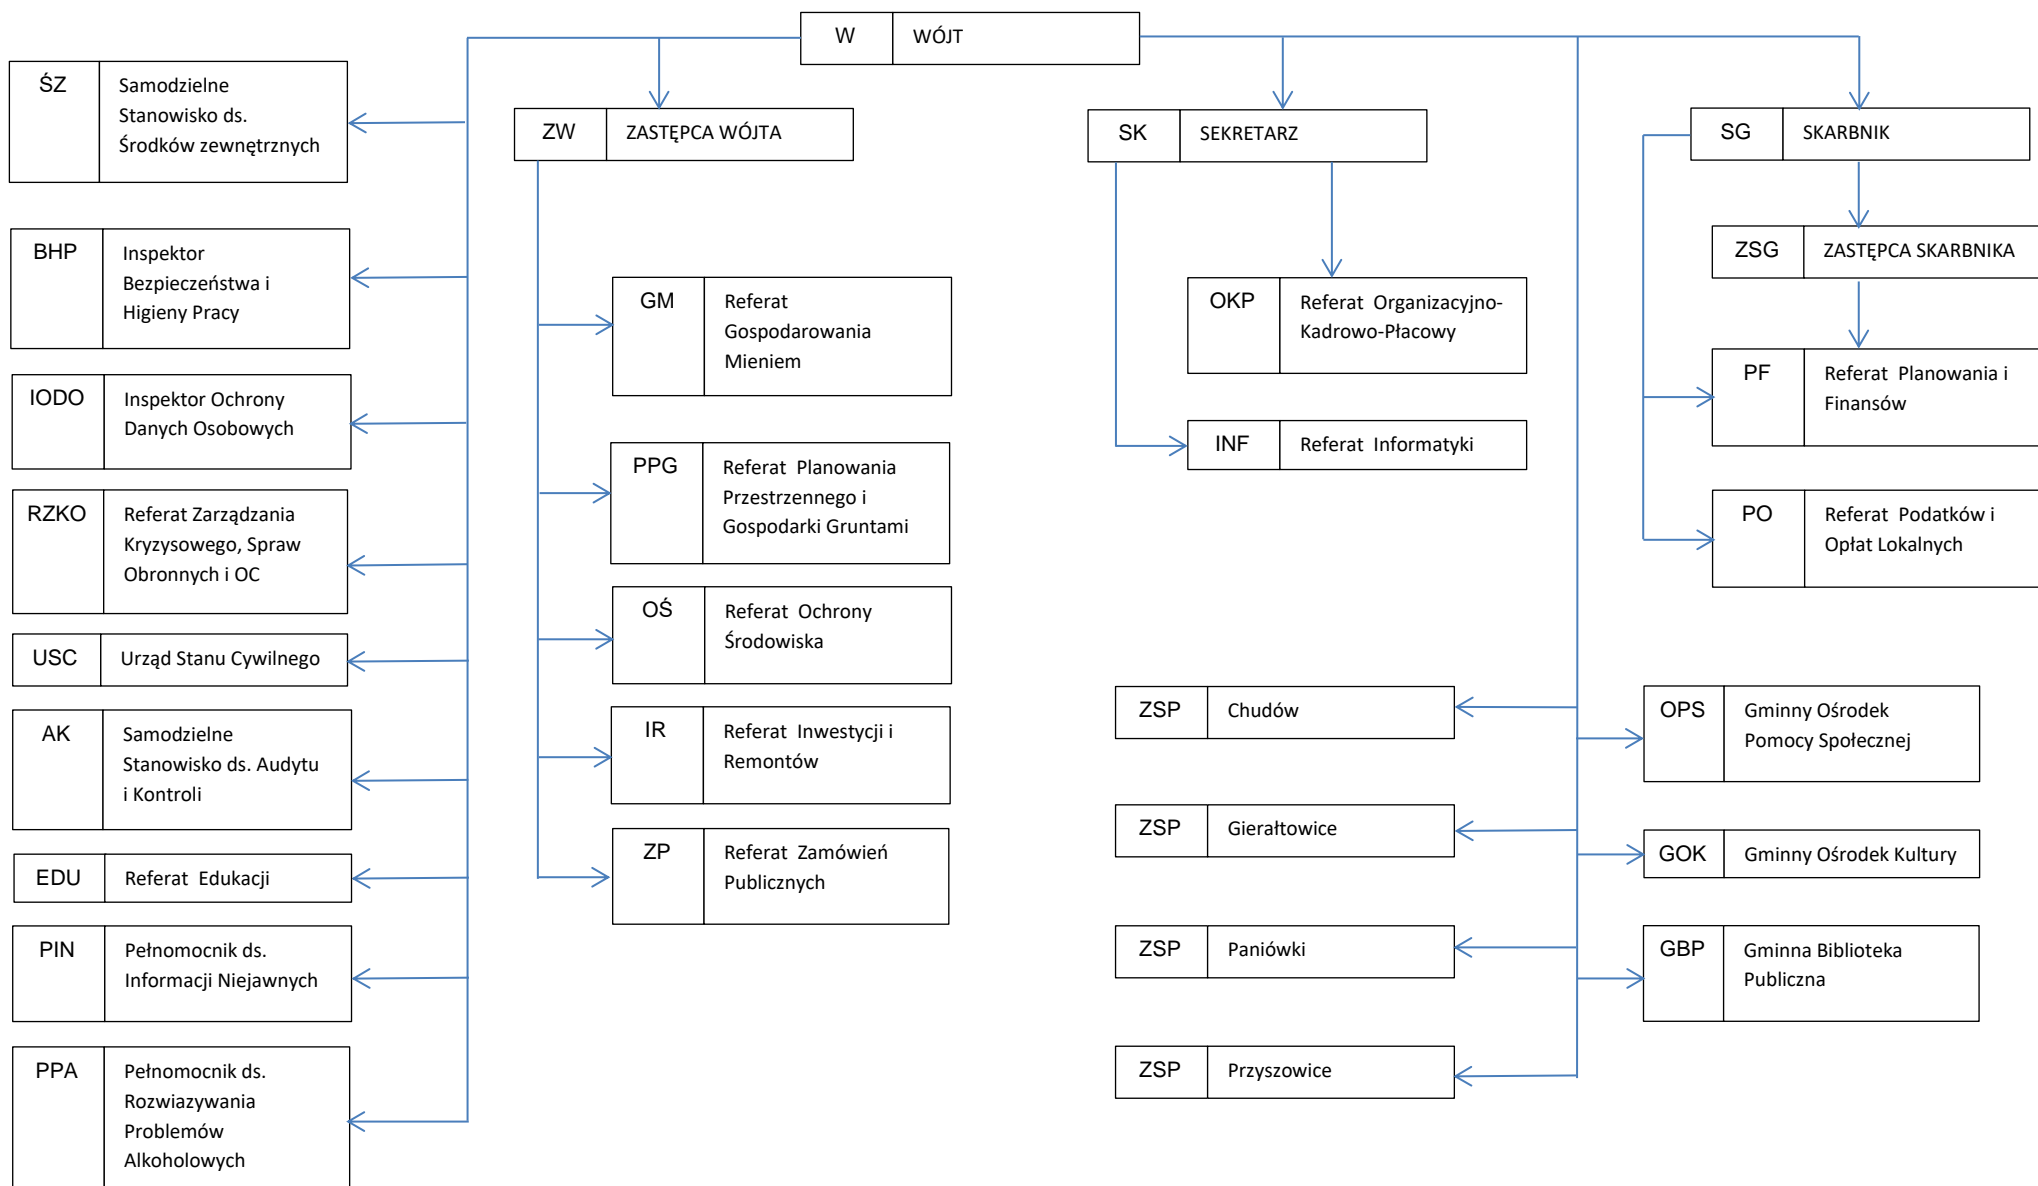 W WÓJT
ŚZ Samodzielne
Stanowisko ds.
Środków zewnętrznych
BHP Inspektor
Bezpieczeństwa i
Higieny Pracy
IODO Inspektor Ochrony
Danych Osobowych
RZKO Referat Zarządzania
Kryzysowego, Spraw
Obronnych i OC
USC Urząd Stanu Cywilnego
AK Samodzielne
Stanowisko ds. Audytu
i Kontroli
EDU Referat Edukacji
PIN Pełnomocnik ds.
Informacji Niejawnych
PPA Pełnomocnik ds.
Rozwiazywania
Problemów
Alkoholowych
ZW ZASTĘPCA WÓJTA
GM Referat
Gospodarowania
Mieniem
PPG Referat Planowania
Przestrzennego i
Gospodarki Gruntami
OŚ Referat Ochrony
Środowiska
IR Referat Inwestycji i
Remontów
ZP Referat Zamówień
Publicznych
SK SEKRETARZ
OKP Referat Organizacyjno-
Kadrowo-Płacowy
INF Referat Informatyki
SG SKARBNIK
ZSG ZASTĘPCA SKARBNIKA
PF Referat Planowania i
Finansów
PO Referat Podatków i
Opłat Lokalnych
ZSP Chudów
ZSP Gierałtowice
ZSP Paniówki
ZSP Przyszowice
OPS Gminny Ośrodek
Pomocy Społecznej
GOK Gminny Ośrodek Kultury
GBP Gminna Biblioteka
Publiczna